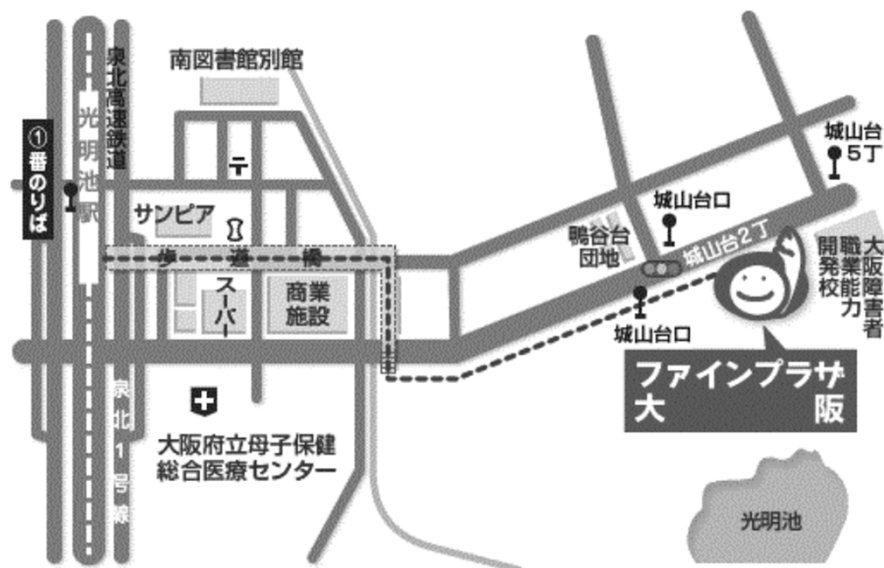 南図書館別館
泉北高速鉄道
光明池駅
①番のりば
〒
サンピア
歩道橋
スーパー
商業
施設
城山台
5丁
城山台口
鴨谷台
団地
城山台2丁
大阪障害者
職業能力
開発校
城山台口
ファインプラザ
大阪
泉北1号線
大阪府立母子保健
総合医療センター
光明池